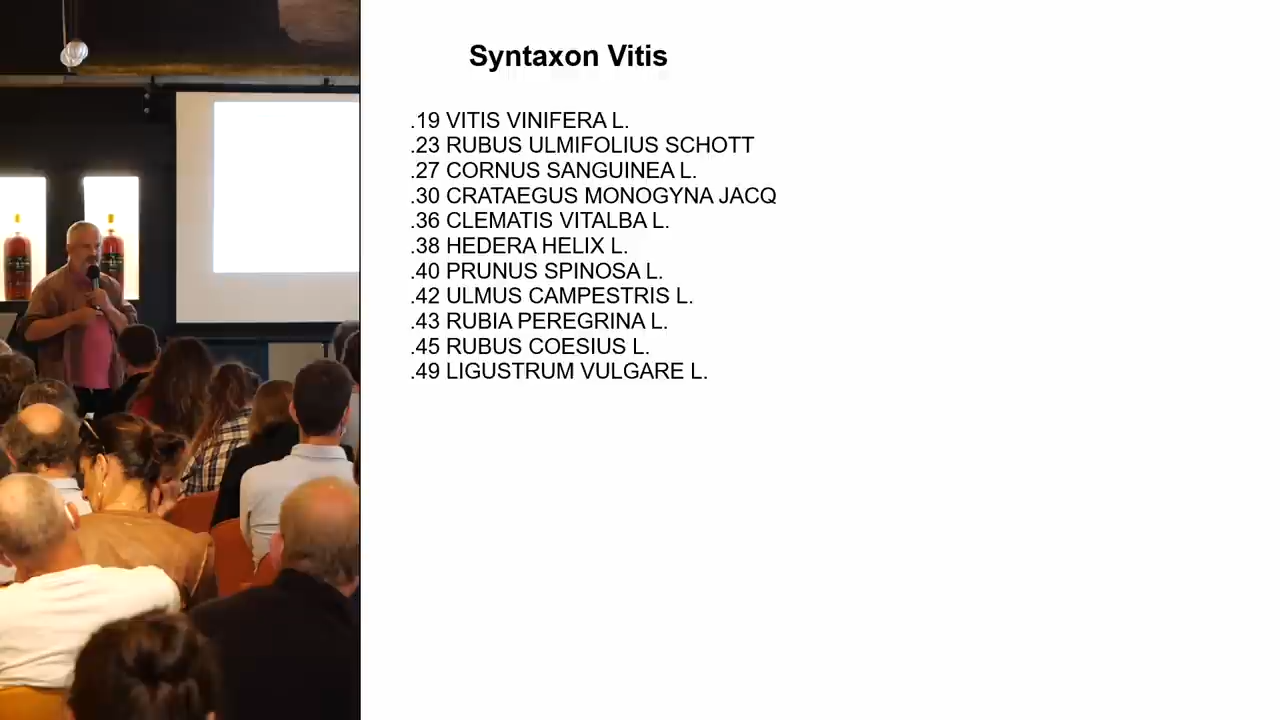 Syntaxon Vitis
.19 VITIS VINIFERA L.
.23 RUBUS ULMIFOLIUS SCHOTT
.27 CORNUS SANGUINEA L.
.30 CRATAEGUS MONOGYNA JACQ
.36 CLEMATIS VITALBA L.
.38 HEDERA HELIX L.
.40 PRUNUS SPINOSA L.
.42 ULMUS CAMPESTRIS L.
.43 RUBIA PEREGRINA L.
.45 RUBUS COESIUS L.
.49 LIGUSTRUM VULGARE L.